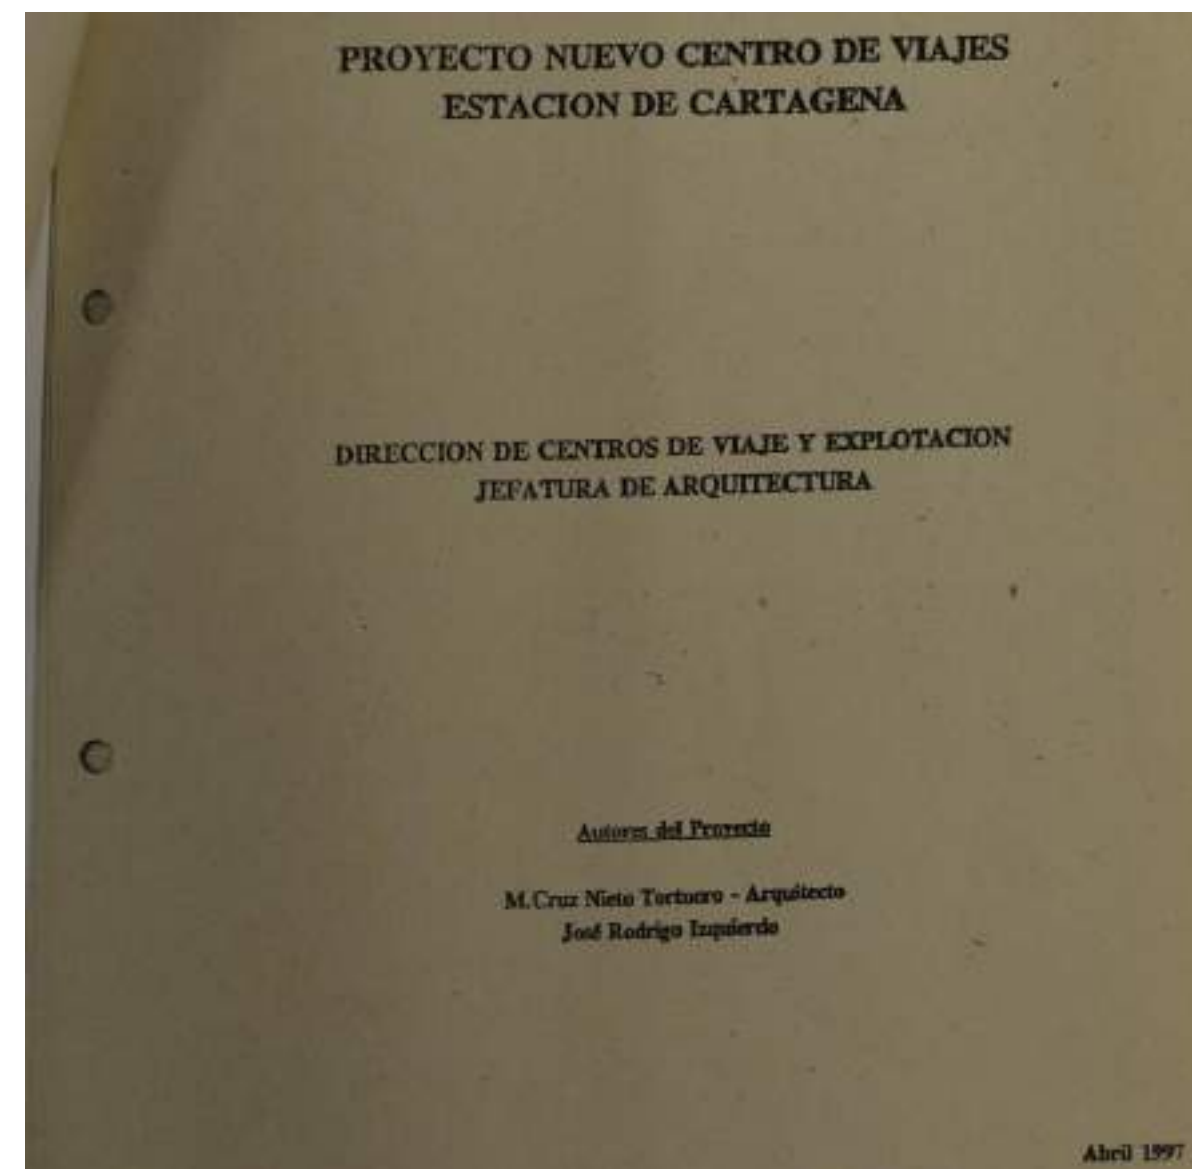 PROYECTO NUEVO CENTRO DE VIAJES
ESTACION DE CARTAGENA
DIRECCION DE CENTROS DE VIAJE Y EXPLOTACION
JEFATURA DE ARQUITECTURA
Autores del Proyecto
M.Cruz Nieto Tortuero - Arquitecto
José Rodrigo Izquierdo
Abril 1997